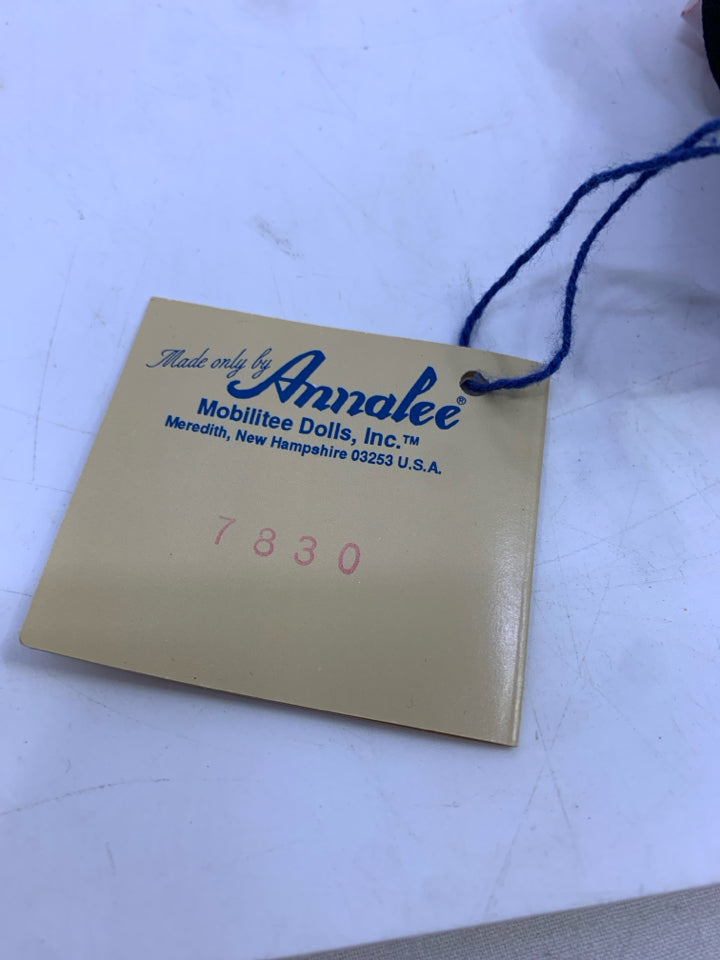 Made only by Annalee®
Mobilitee Dolls, Inc.™
Meredith, New Hampshire 03253 U.S.A.
7830